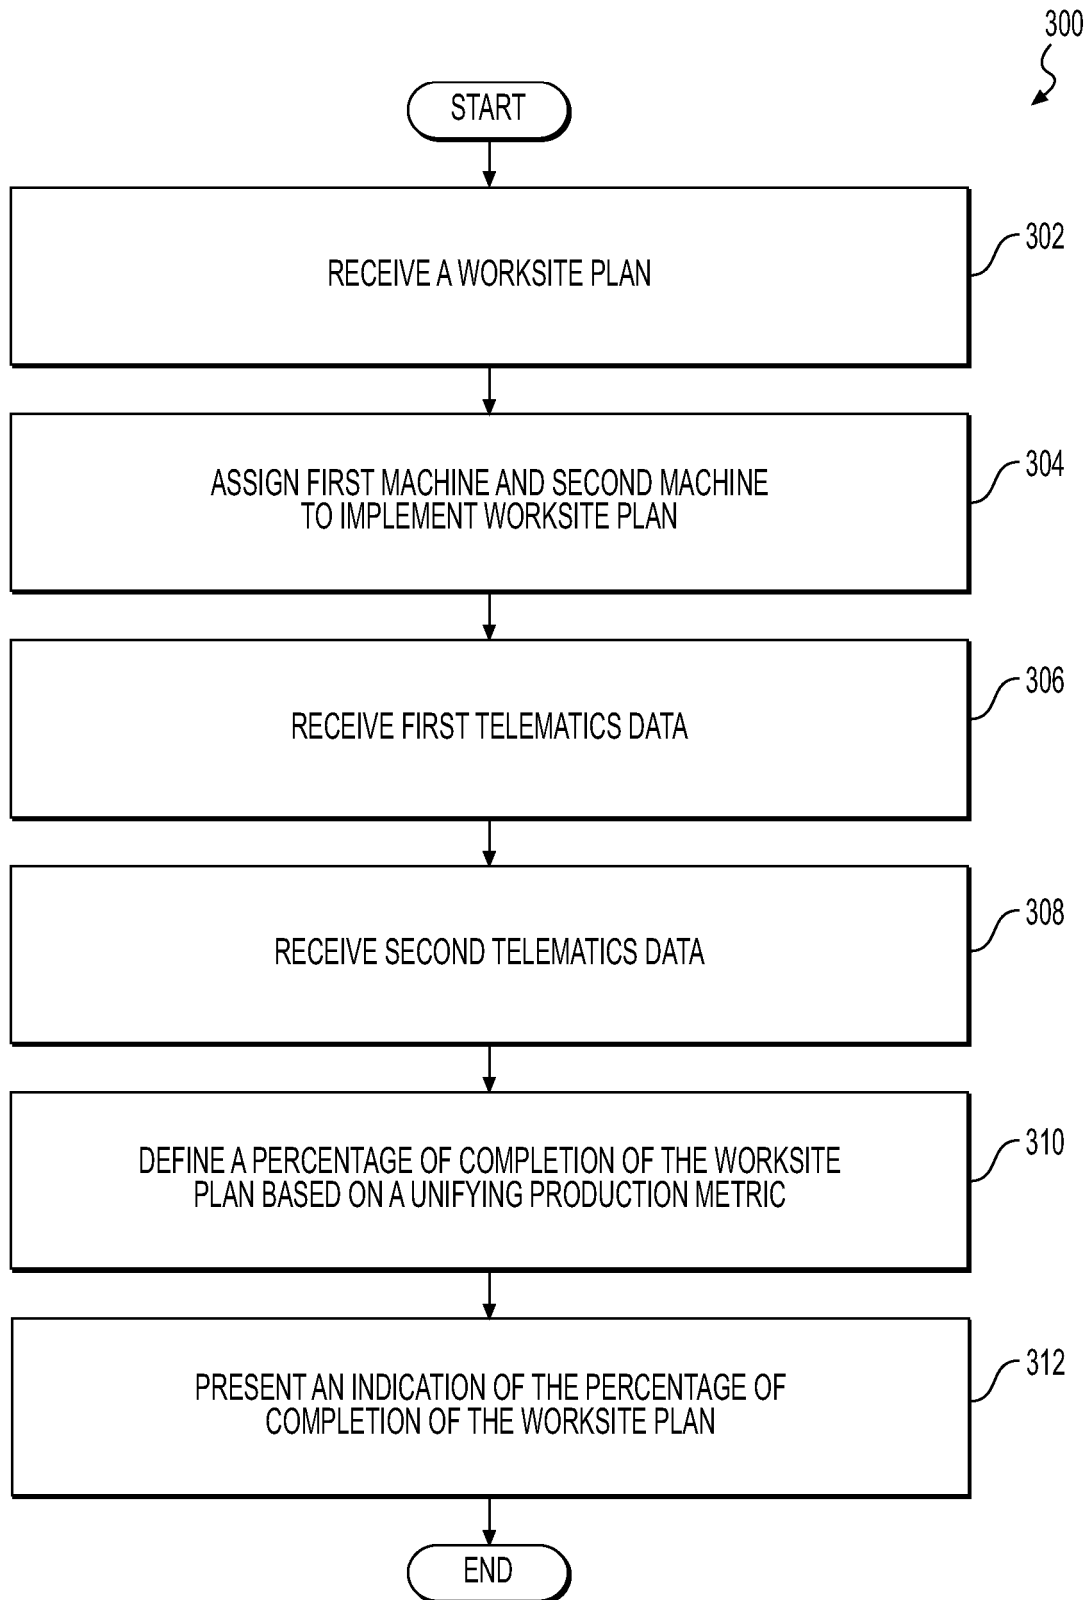 300
START
RECEIVE A WORKSITE PLAN
302
ASSIGN FIRST MACHINE AND SECOND MACHINE
TO IMPLEMENT WORKSITE PLAN
304
RECEIVE FIRST TELEMATICS DATA
306
RECEIVE SECOND TELEMATICS DATA
308
DEFINE A PERCENTAGE OF COMPLETION OF THE WORKSITE
PLAN BASED ON A UNIFYING PRODUCTION METRIC
310
PRESENT AN INDICATION OF THE PERCENTAGE OF
COMPLETION OF THE WORKSITE PLAN
312
END